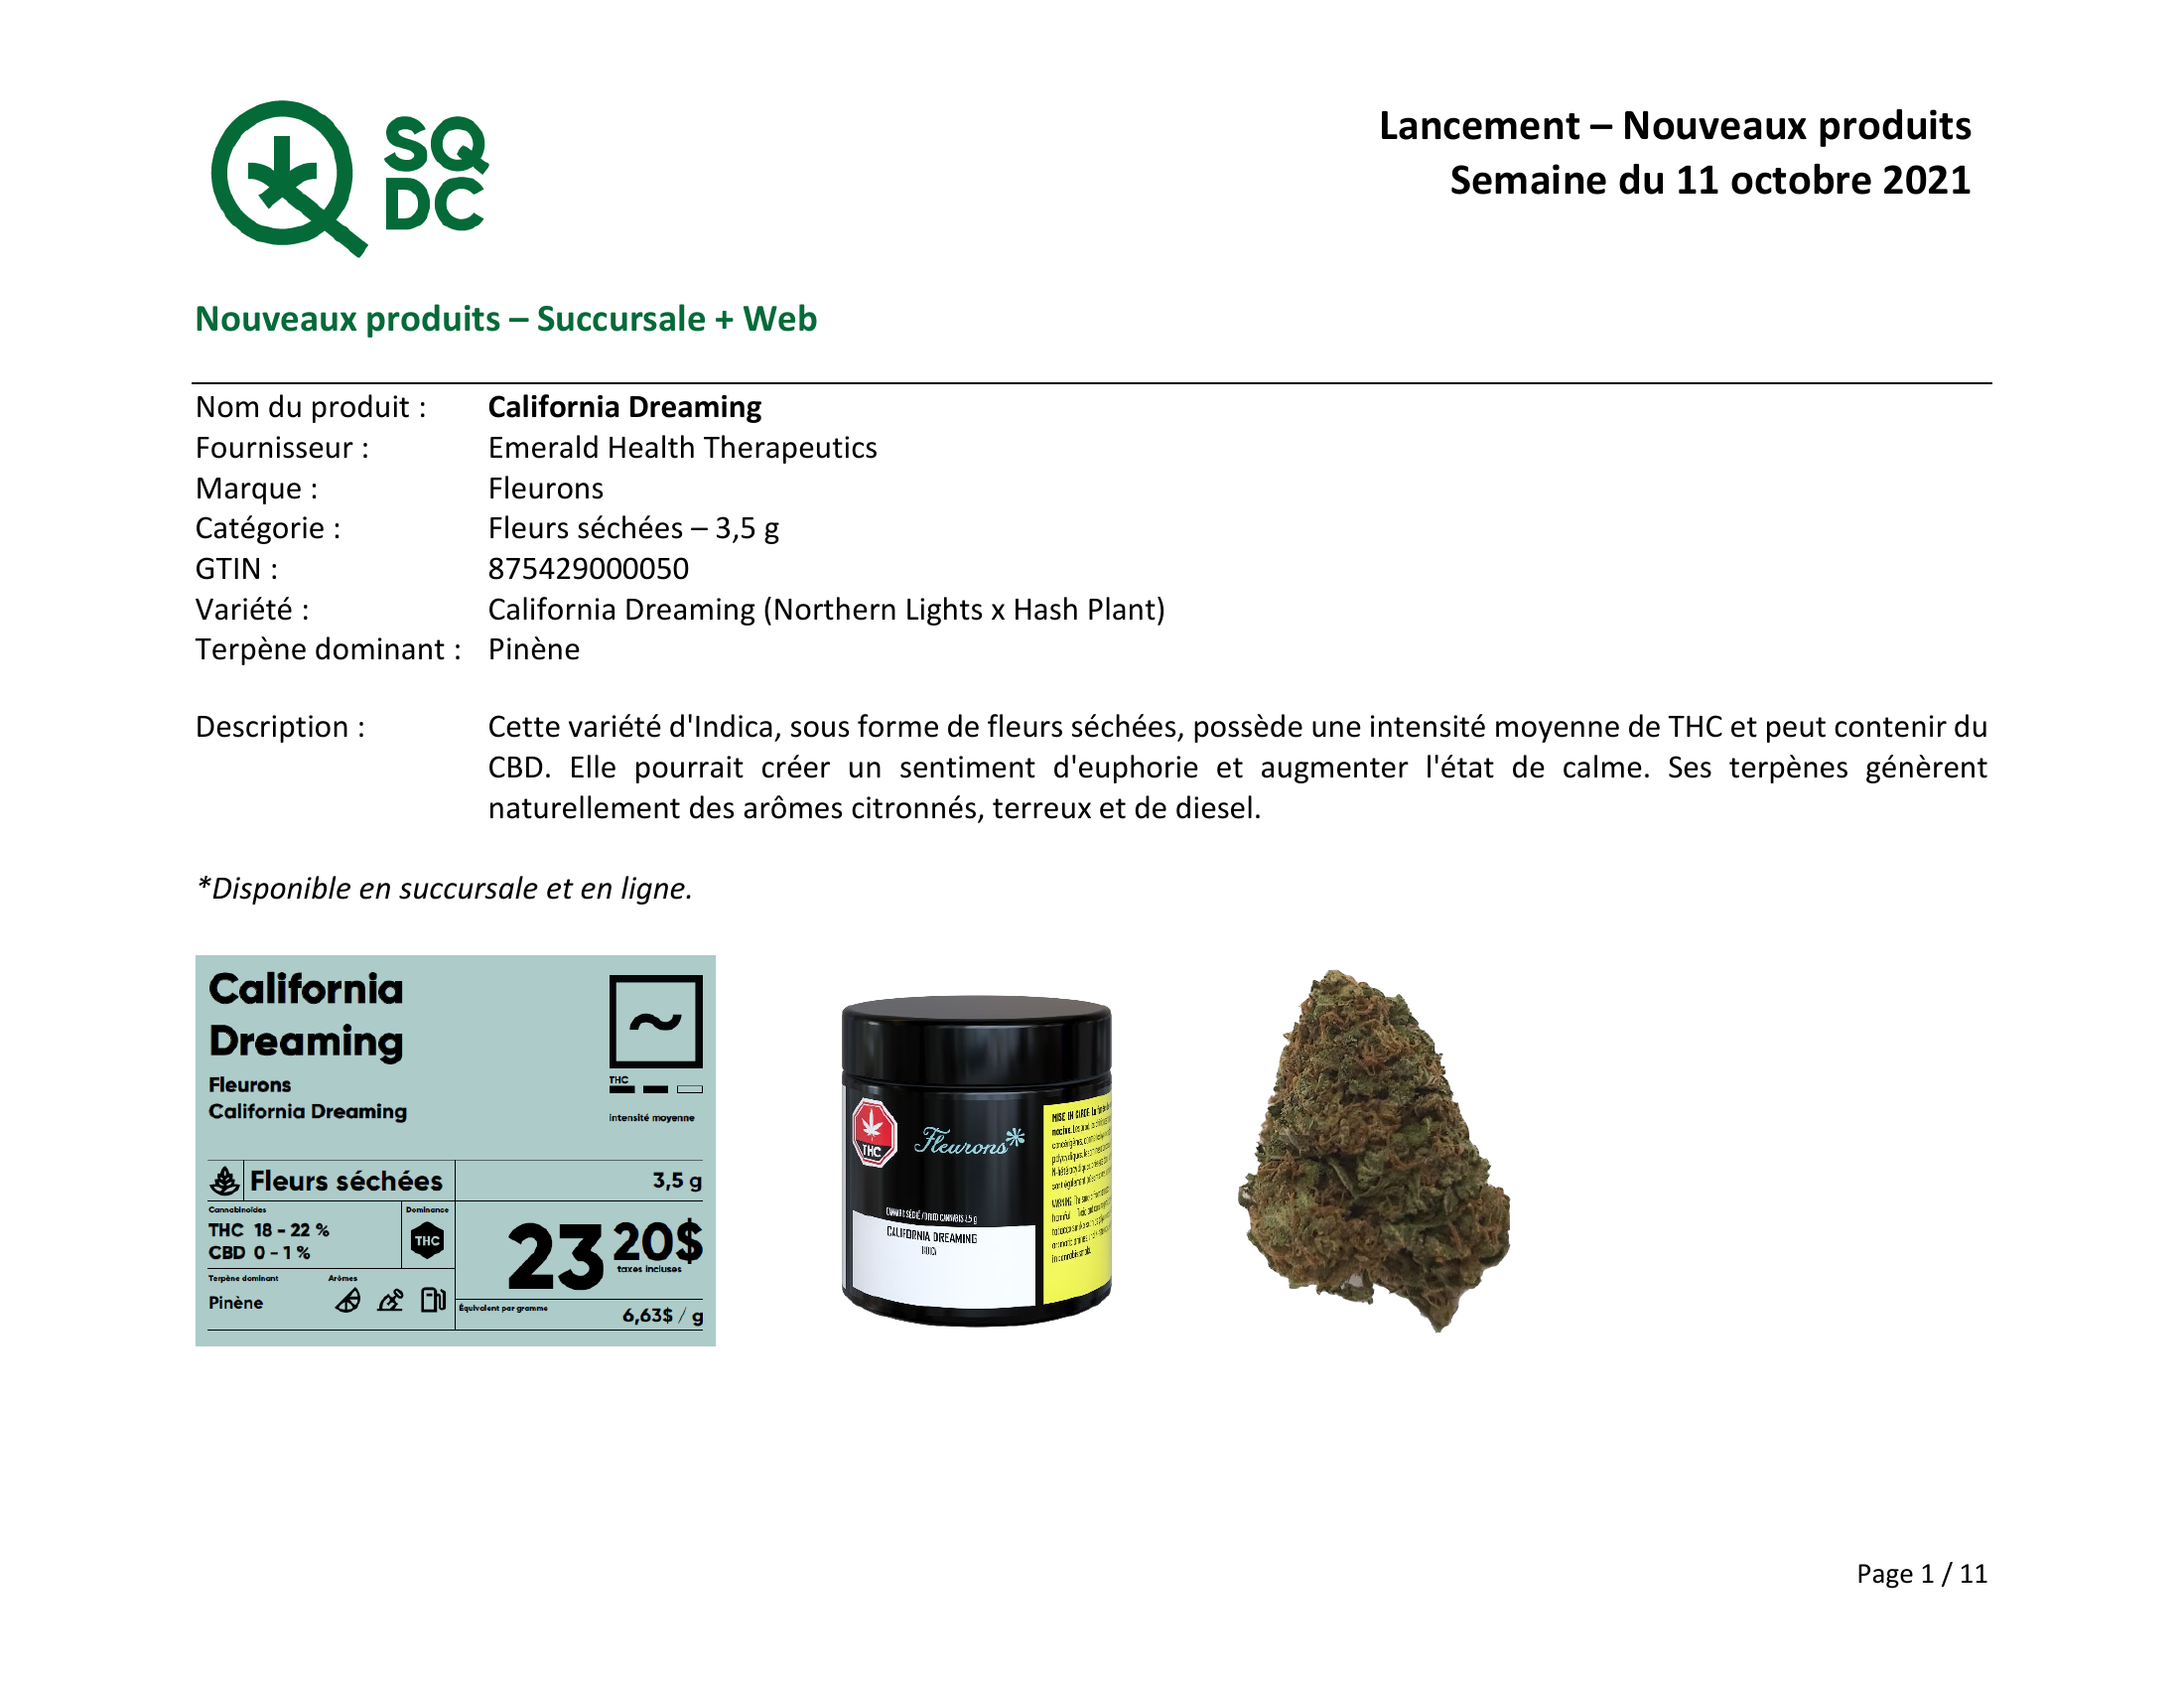 SQ
DC
Lancement – Nouveaux produits
Semaine du 11 octobre 2021
Nouveaux produits – Succursale + Web
Nom du produit : California Dreaming
Fournisseur : Emerald Health Therapeutics
Marque : Fleurons
Catégorie : Fleurs séchées – 3,5 g
GTIN : 875429000050
Variété : California Dreaming (Northern Lights x Hash Plant)
Terpène dominant : Pinène
Description : Cette variété d'Indica, sous forme de fleurs séchées, possède une intensité moyenne de THC et peut contenir du
CBD. Elle pourrait créer un sentiment d'euphorie et augmenter l'état de calme. Ses terpènes génèrent
naturellement des arômes citronnés, terreux et de diesel.
*Disponible en succursale et en ligne.
California
Dreaming
Fleurons
California Dreaming
THC
intensité moyenne
Fleurs séchées
3,5 g
Cannabinoïdes
THC 18 - 22 %
CBD 0 - 1 %
Dominance
THC
23 20$
taxes incluses
Terpène dominant
Pinène
Arômes
Équivalent par gramme
6,63$ / g
THC
Fleurons
CALIFORNIA DREAMING
INDICA
MISE EN GARDE
WARNING
Page 1 / 11